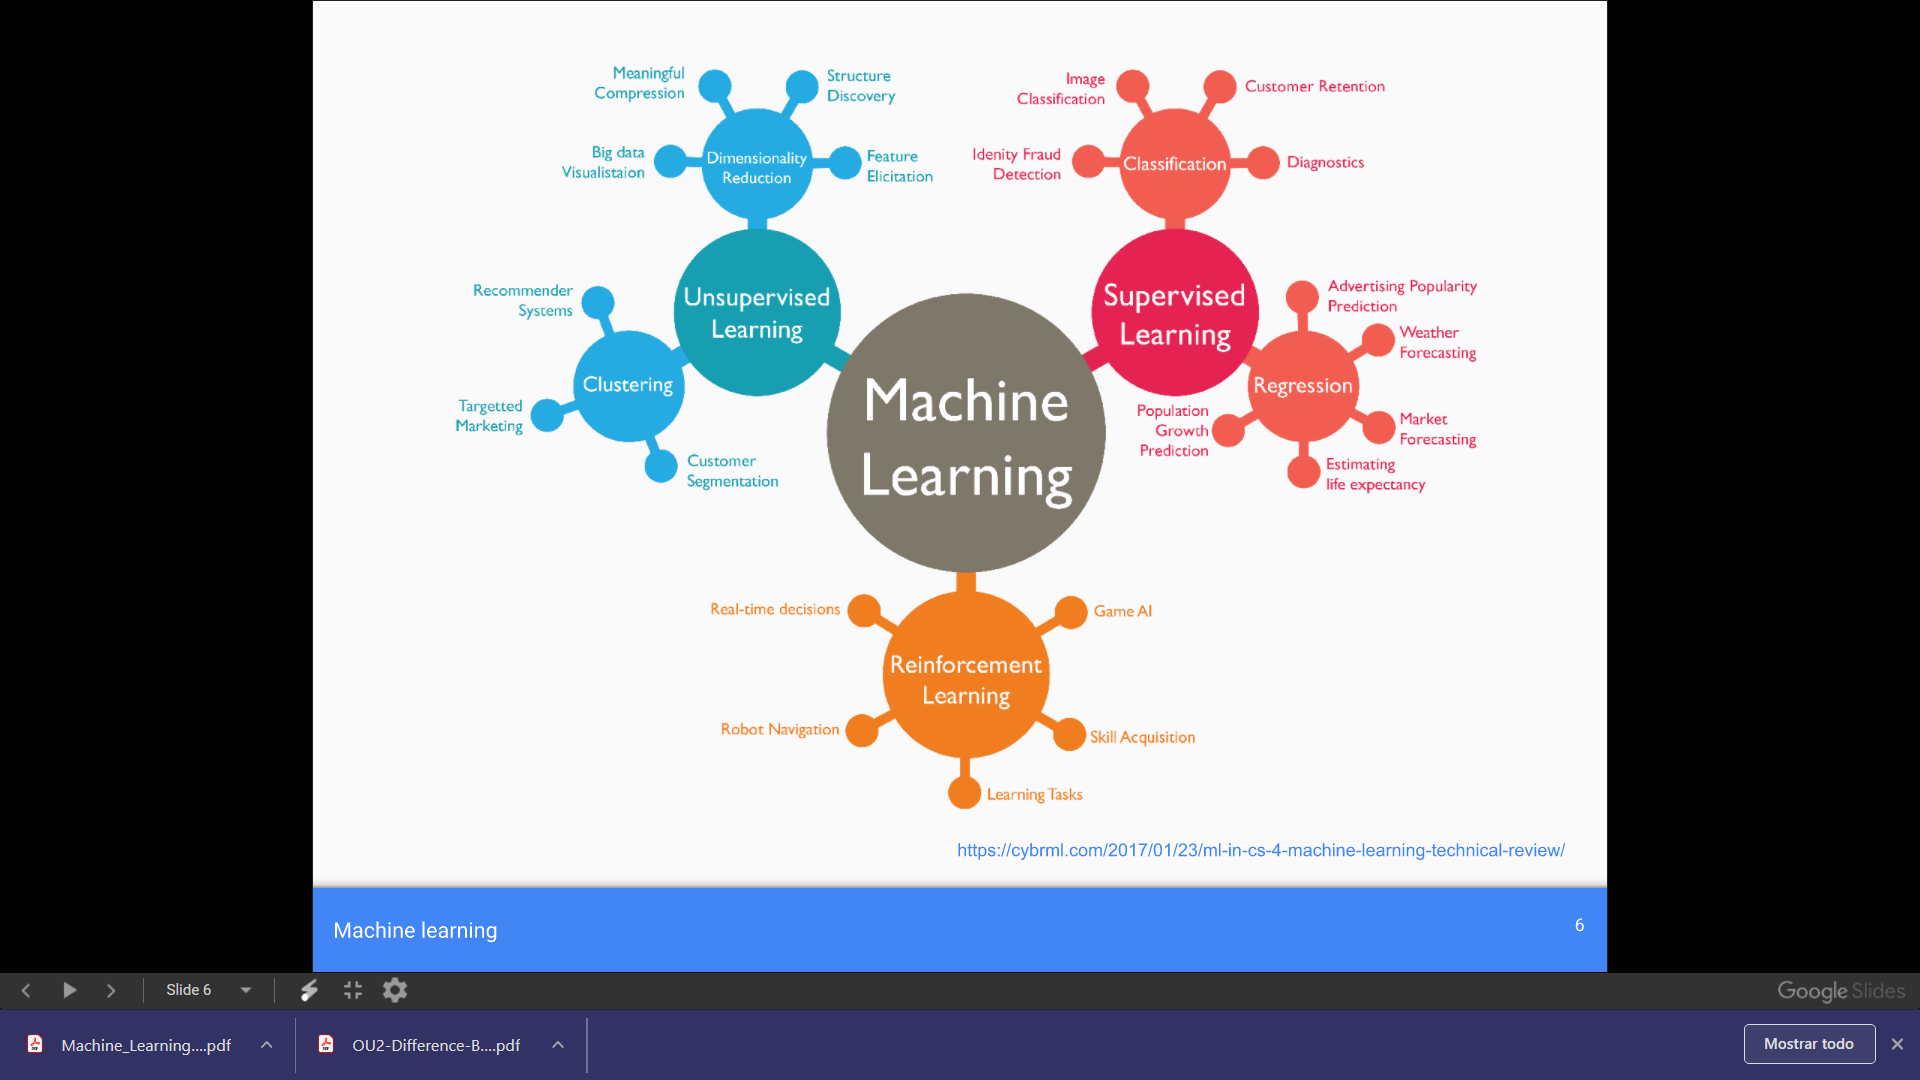 Meaningful
Compression
Structure
Discovery
Big data
Visualistaion
Dimensionality
Reduction
Feature
Elicitation
Image
Classification
Customer Retention
Idenity Fraud
Detection
Classification
Diagnostics
Recommender
Systems
Unsupervised
Learning
Clustering
Targetted
Marketing
Customer
Segmentation
Machine
Learning
Supervised
Learning
Advertising Popularity
Prediction
Weather
Forecasting
Regression
Population
Growth
Prediction
Market
Forecasting
Estimating
life expectancy
Real-time decisions
Game AI
Reinforcement
Learning
Robot Navigation
Skill Acquisition
Learning Tasks
https://cybrml.com/2017/01/23/ml-in-cs-4-machine-learning-technical-review/
Machine learning
6
Slide 6
Google Slides
Machine_Learning....pdf
OU2-Difference-B....pdf
Mostrar todo